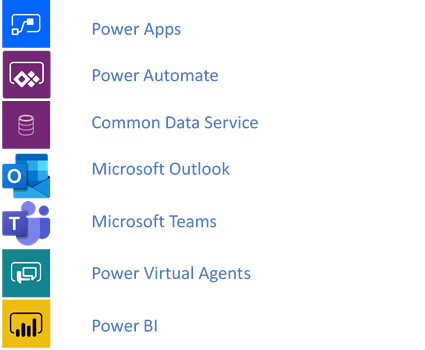 Power Apps
Power Automate
Common Data Service
O
Microsoft Outlook
T
Microsoft Teams
Power Virtual Agents
Power BI